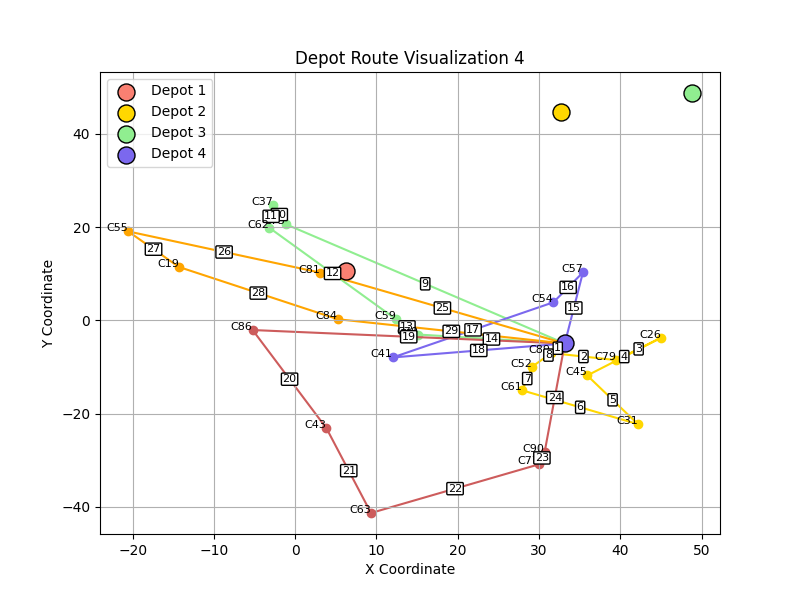 Depot Route Visualization 4
Depot 1
Depot 2
Depot 3
Depot 4
Y Coordinate
40
20
0
−20
−40
C37
11
C62
C55
27
26
C19
C81
12
9
C57
16
C54
15
28
25
C84
C59
13
C86
19
29
17
14
C41
18
1
8
2
C79
4
3
C26
C52
C45
7
C61
24
6
5
C31
20
C43
C90
23
C7
21
22
C63
−20
−10
0
10
20
30
40
50
X Coordinate